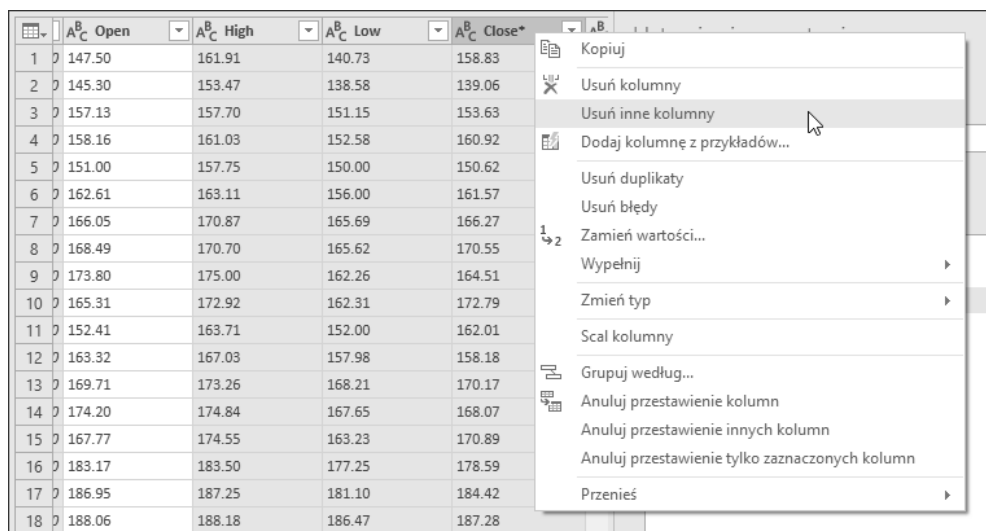 ABC Open ABC High ABC Low ABC Close* AB
1 147.50 161.91 140.73 158.83
2 145.30 153.47 138.58 139.06
3 157.13 157.70 151.15 153.63
4 158.16 161.03 152.58 160.92
5 151.00 157.75 150.00 150.62
6 162.61 163.11 156.00 161.57
7 166.05 170.87 165.69 166.27
8 168.49 170.70 165.62 170.55
9 173.80 175.00 162.26 164.51
10 165.31 172.92 162.31 172.79
11 152.41 163.71 152.00 162.01
12 163.32 167.03 157.98 158.18
13 169.71 173.26 168.21 170.17
14 174.20 174.84 167.65 168.07
15 167.77 174.55 163.23 170.89
16 183.17 183.50 177.25 178.59
17 186.95 187.25 181.10 184.42
18 188.06 188.18 186.47 187.28
Kopiuj
Usuń kolumny
Usuń inne kolumny
Dodaj kolumnę z przykładów...
Usuń duplikaty
Usuń błędy
1 2 Zamień wartości...
Wypełnij
Zmień typ
Scal kolumny
Grupuj według...
Anuluj przestawienie kolumn
Anuluj przestawienie innych kolumn
Anuluj przestawienie tylko zaznaczonych kolumn
Przenieś